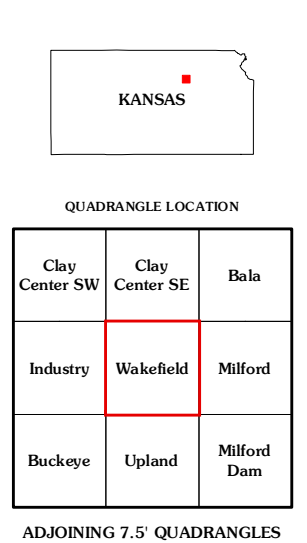 KANSAS
QUADRANGLE LOCATION
Clay
Center SW
Clay
Center SE
Bala
Industry
Wakefield
Milford
Buckeye
Upland
Milford
Dam
ADJOINING 7.5' QUADRANGLES